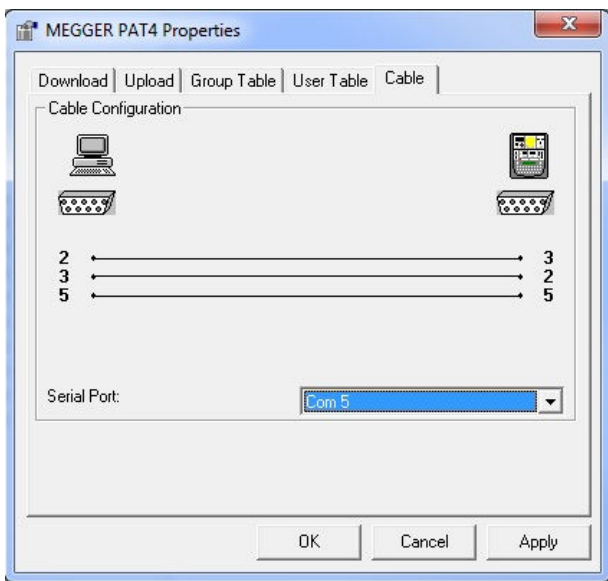 MEGGER PAT4 Properties
Download Upload Group Table User Table Cable
Cable Configuration
2 3
3 2
5 5
Serial Port: Com 5
OK Cancel Apply